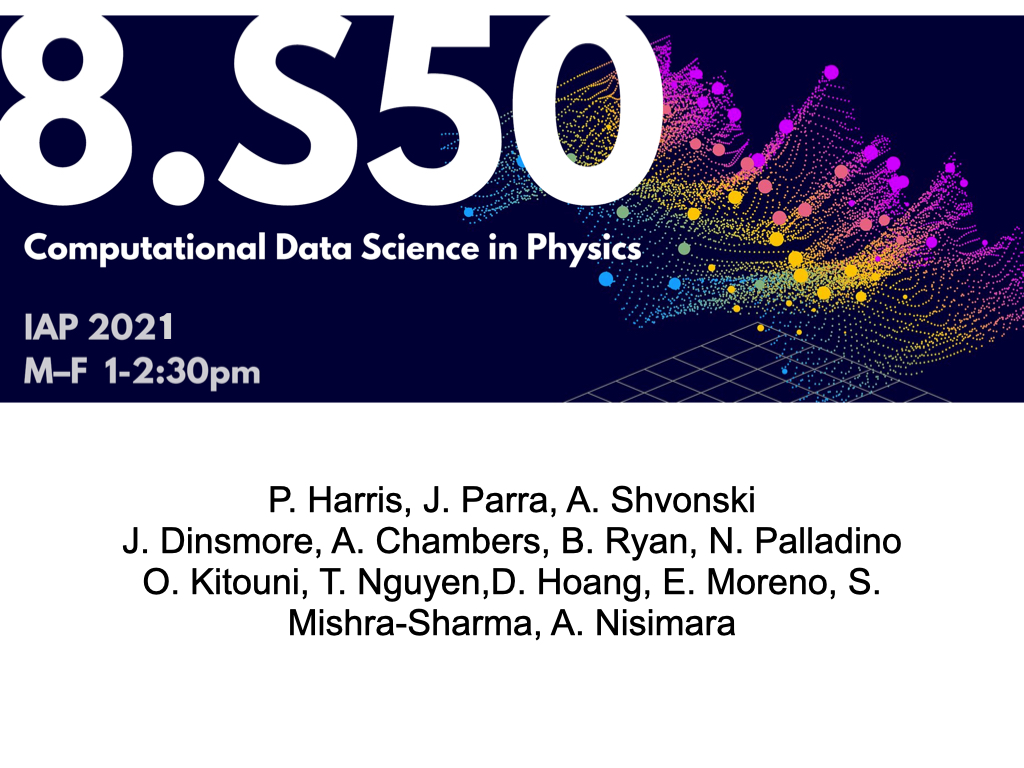 8.S50
Computational Data Science in Physics
IAP 2021
M–F 1-2:30pm
P. Harris, J. Parra, A. Shvonski
J. Dinsmore, A. Chambers, B. Ryan, N. Palladino
O. Kitouni, T. Nguyen,D. Hoang, E. Moreno, S.
Mishra-Sharma, A. Nisimara